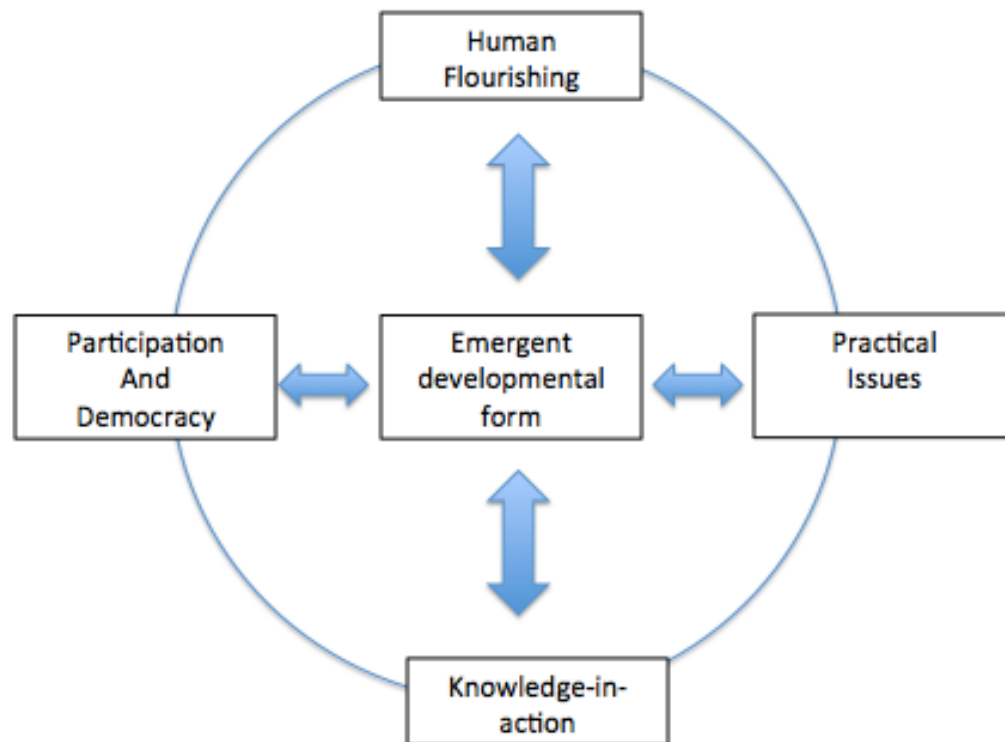 Human
Flourishing
Participation
And
Democracy
Emergent
developmental
form
Practical
Issues
Knowledge-in-
action